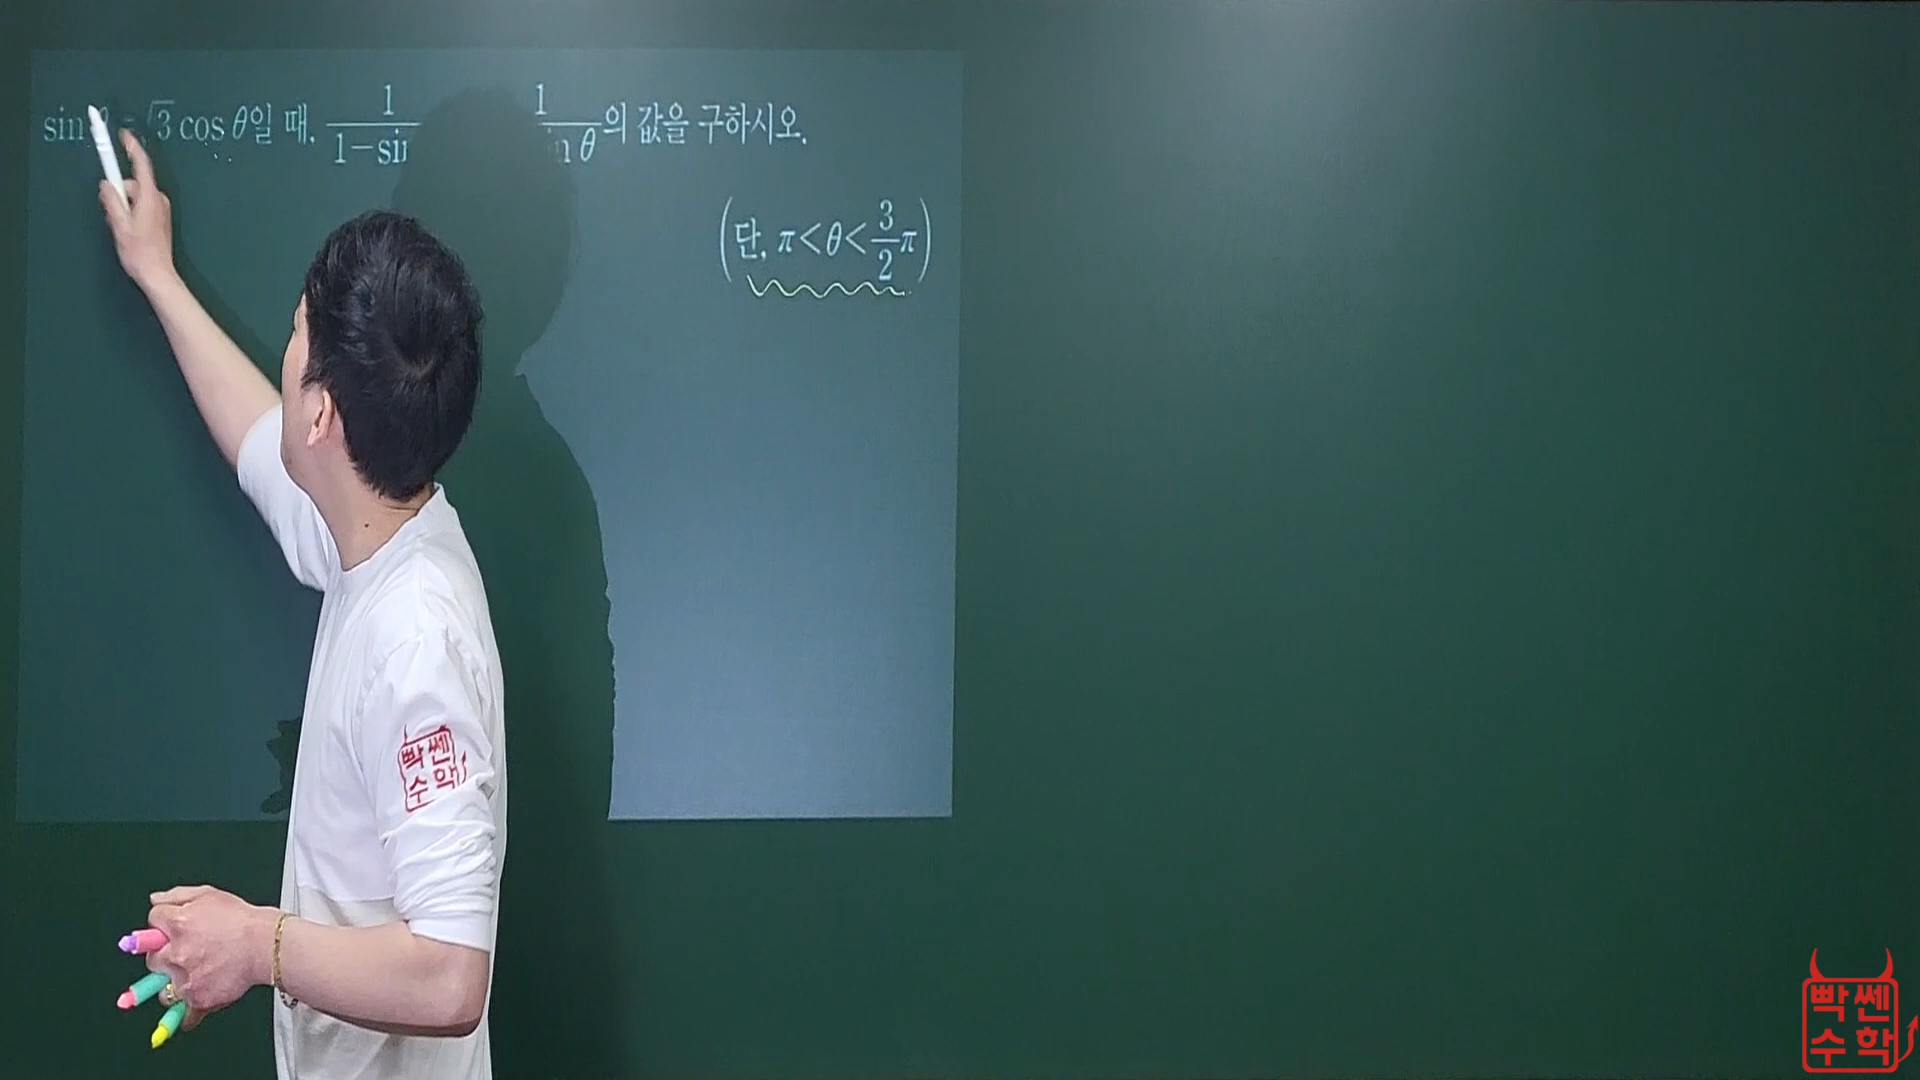 sin θ=√3 cos θ일 때, 1/(1−sin 1/ in θ의 값을 구하시오.
(단, π<θ<3/2π)
빡쎈
수학
빡쎈
수학